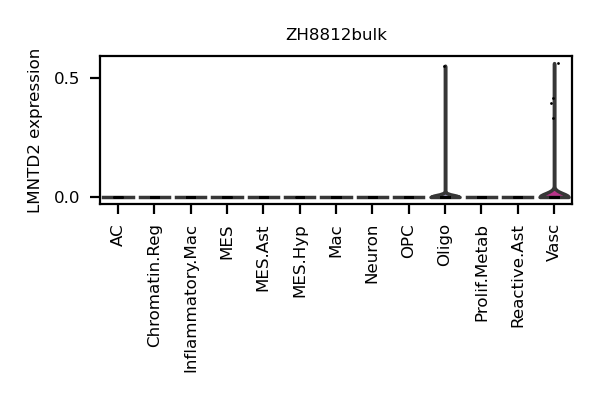 ZH8812bulk
LMNTD2 expression
0.5
0.0
AC
Chromatin.Reg
Inflammatory.Mac
MES
MES.Ast
MES.Hyp
Mac
Neuron
OPC
Oligo
Prolif.Metab
Reactive.Ast
Vasc